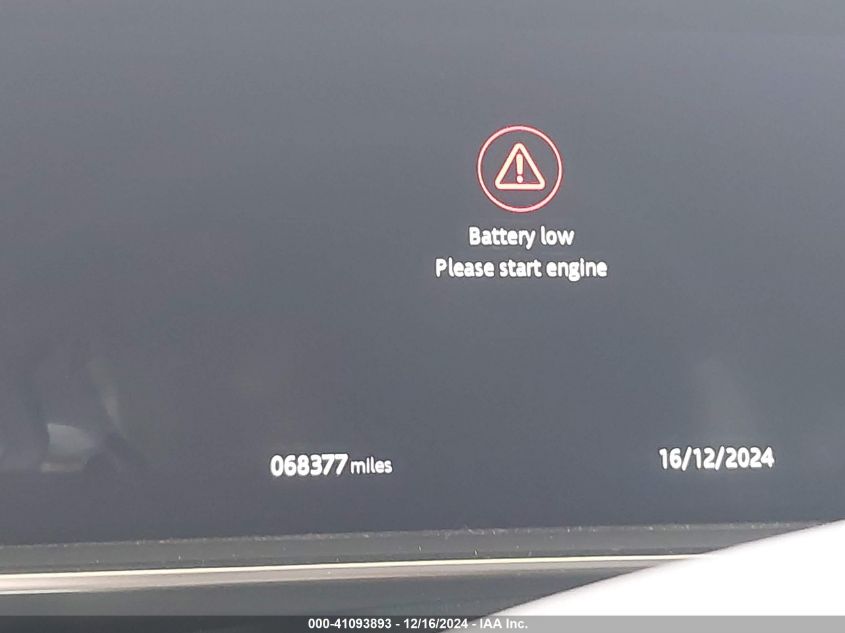 Battery low
Please start engine
068377 miles
16/12/2024
000-41093893 - 12/16/2024 - IAA Inc.